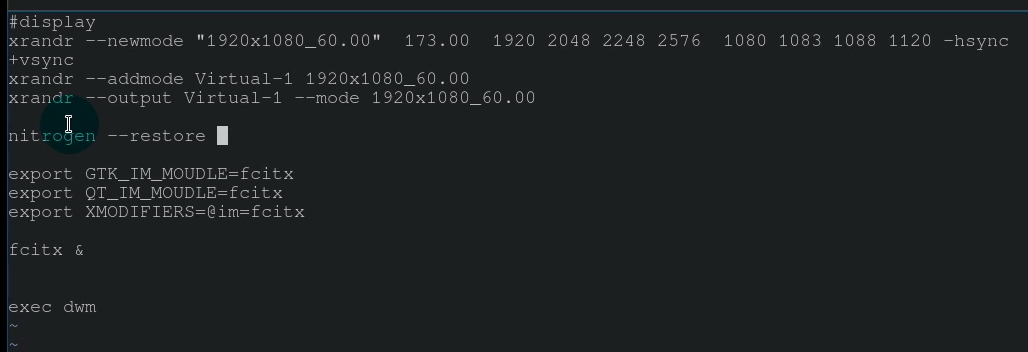 #display
xrandr --newmode "1920x1080_60.00"  173.00  1920 2048 2248 2576  1080 1083 1088 1120 -hsync
+vsync
xrandr --addmode Virtual-1 1920x1080_60.00
xrandr --output Virtual-1 --mode 1920x1080_60.00
nitrogen --restore
export GTK_IM_MOUDLE=fcitx
export QT_IM_MOUDLE=fcitx
export XMODIFIERS=@im=fcitx
fcitx &
exec dwm
~
~